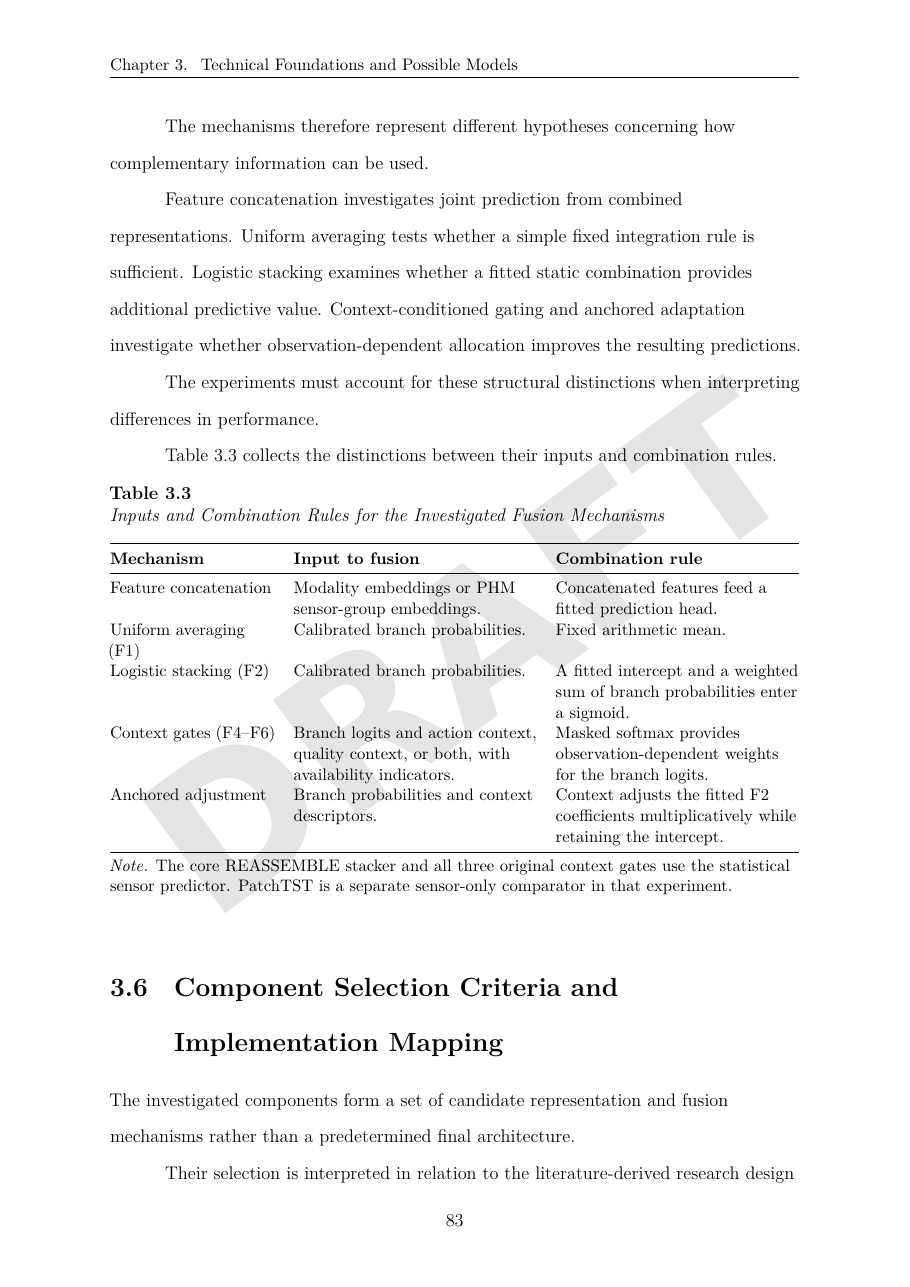 Chapter 3. Technical Foundations and Possible Models
The mechanisms therefore represent different hypotheses concerning how
complementary information can be used.
Feature concatenation investigates joint prediction from combined
representations. Uniform averaging tests whether a simple fixed integration rule is
sufficient. Logistic stacking examines whether a fitted static combination provides
additional predictive value. Context-conditioned gating and anchored adaptation
investigate whether observation-dependent allocation improves the resulting predictions.
The experiments must account for these structural distinctions when interpreting
differences in performance.
Table 3.3 collects the distinctions between their inputs and combination rules.
Table 3.3
Inputs and Combination Rules for the Investigated Fusion Mechanisms
Mechanism Input to fusion Combination rule
Feature concatenation Modality embeddings or PHM Concatenated features feed a
sensor-group embeddings. fitted prediction head.
Uniform averaging Calibrated branch probabilities. Fixed arithmetic mean.
(F1)
Logistic stacking (F2) Calibrated branch probabilities. A fitted intercept and a weighted
sum of branch probabilities enter
a sigmoid.
Context gates (F4–F6) Branch logits and action context, Masked softmax provides
quality context, or both, with observation-dependent weights
availability indicators. for the branch logits.
Anchored adjustment Branch probabilities and context Context adjusts the fitted F2
descriptors. coefficients multiplicatively while
retaining the intercept.
Note. The core REASSEMBLE stacker and all three original context gates use the statistical
sensor predictor. PatchTST is a separate sensor-only comparator in that experiment.
3.6 Component Selection Criteria and
Implementation Mapping
The investigated components form a set of candidate representation and fusion
mechanisms rather than a predetermined final architecture.
Their selection is interpreted in relation to the literature-derived research design
83
DRAFT